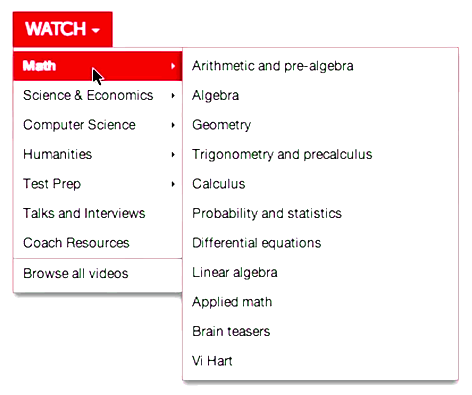 WATCH
Math
Science & Economics
Computer Science
Humanities
Test Prep
Talks and Interviews
Coach Resources
Browse all videos
Arithmetic and pre-algebra
Algebra
Geometry
Trigonometry and precalculus
Calculus
Probability and statistics
Differential equations
Linear algebra
Applied math
Brain teasers
Vi Hart